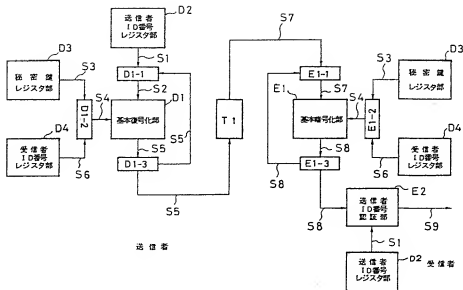 D2
送信者
ID番号
レジスタ部
S7
D3
S3
秘密鍵
レジスタ部
S1
D1-1
S2
D1
S4
D1-2
基本復号化部
S5
S5
D4
受信者
ID番号
レジスタ部
S6
D1-3
S5
T1
E1-1
S7
E1
S4
基本暗号化部
E1-2
S3
D3
秘密鍵
レジスタ部
S8
D4
受信者
ID番号
レジスタ部
S6
S8
E1-3
E2
S8
送信者
ID番号
認証部
S9
S1
D2
送信者
ID番号
レジスタ部
送信者
受信者